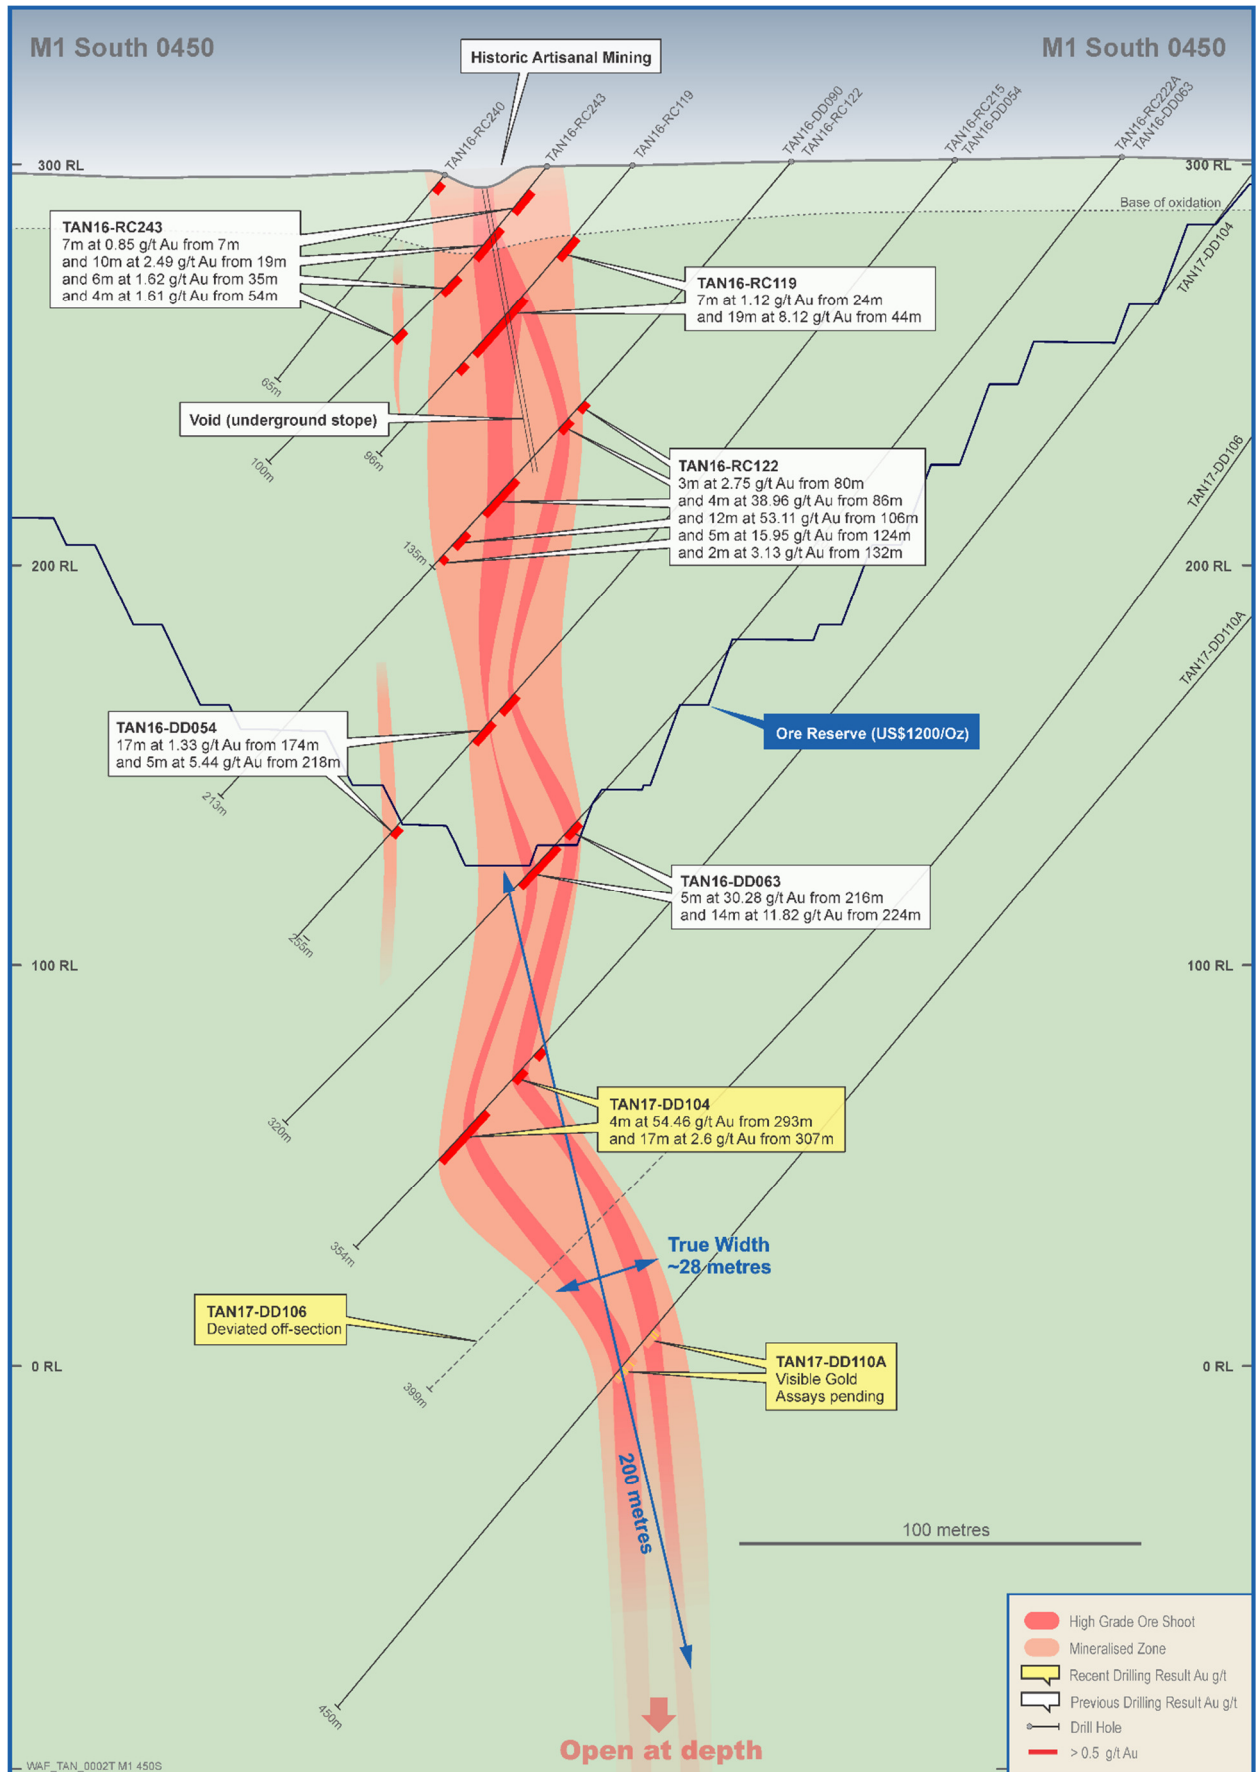 M1 South 0450
M1 South 0450
Historic Artisanal Mining
TAN16-RC240
TAN16-RC243
TAN16-RC119
TAN16-DD090
TAN16-RC122
TAN16-RC215
TAN16-DD054
TAN16-RC222A
TAN16-DD063
300 RL
300 RL
Base of oxidation
TAN17-DD104
TAN16-RC243
7m at 0.85 g/t Au from 7m
and 10m at 2.49 g/t Au from 19m
and 6m at 1.62 g/t Au from 35m
and 4m at 1.61 g/t Au from 54m
TAN16-RC119
7m at 1.12 g/t Au from 24m
and 19m at 8.12 g/t Au from 44m
65m
Void (underground stope)
100m
96m
TAN17-DD106
TAN16-RC122
3m at 2.75 g/t Au from 80m
and 4m at 38.96 g/t Au from 86m
and 12m at 53.11 g/t Au from 106m
and 5m at 15.95 g/t Au from 124m
and 2m at 3.13 g/t Au from 132m
135m
200 RL
200 RL
TAN17-DD110A
TAN16-DD054
17m at 1.33 g/t Au from 174m
and 5m at 5.44 g/t Au from 218m
Ore Reserve (US$1200/Oz)
213m
TAN16-DD063
5m at 30.28 g/t Au from 216m
and 14m at 11.82 g/t Au from 224m
255m
100 RL
100 RL
TAN17-DD104
4m at 54.46 g/t Au from 293m
and 17m at 2.6 g/t Au from 307m
320m
354m
True Width
~28 metres
TAN17-DD106
Deviated off-section
TAN17-DD110A
Visible Gold
Assays pending
0 RL
0 RL
399m
200 metres
100 metres
450m
Open at depth
High Grade Ore Shoot
Mineralised Zone
Recent Drilling Result Au g/t
Previous Drilling Result Au g/t
Drill Hole
> 0.5 g/t Au
WAF_TAN_0002T M1 450S